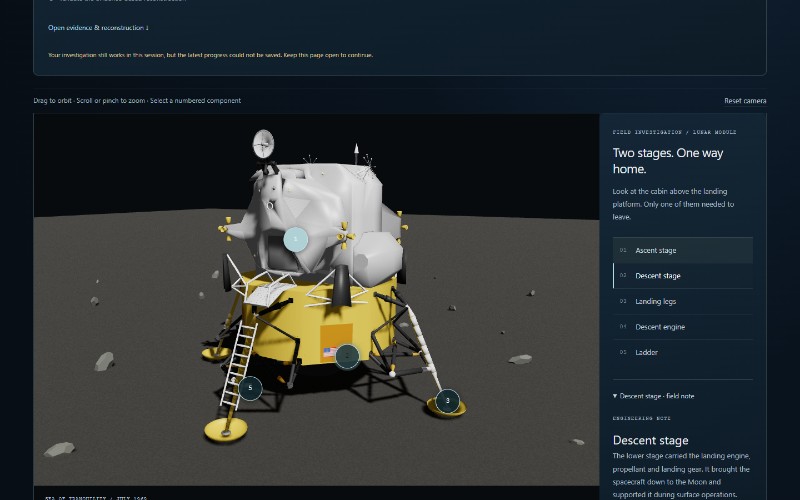 Open evidence & reconstruction ↓
Your investigation still works in this session, but the latest progress could not be saved. Keep this page open to continue.
Drag to orbit · Scroll or pinch to zoom · Select a numbered component
Reset camera
FIELD INVESTIGATION / LUNAR MODULE
Two stages. One way
home.
Look at the cabin above the landing
platform. Only one of them needed to
leave.
01 Ascent stage
02 Descent stage
03 Landing legs
04 Descent engine
05 Ladder
▼ Descent stage · field note
ENGINEERING NOTE
Descent stage
The lower stage carried the landing engine,
propellant and landing gear. It brought the
spacecraft down to the Moon and
supported it during surface operations.
5
3
SEA OF TRANQUILITY / JULY 1969